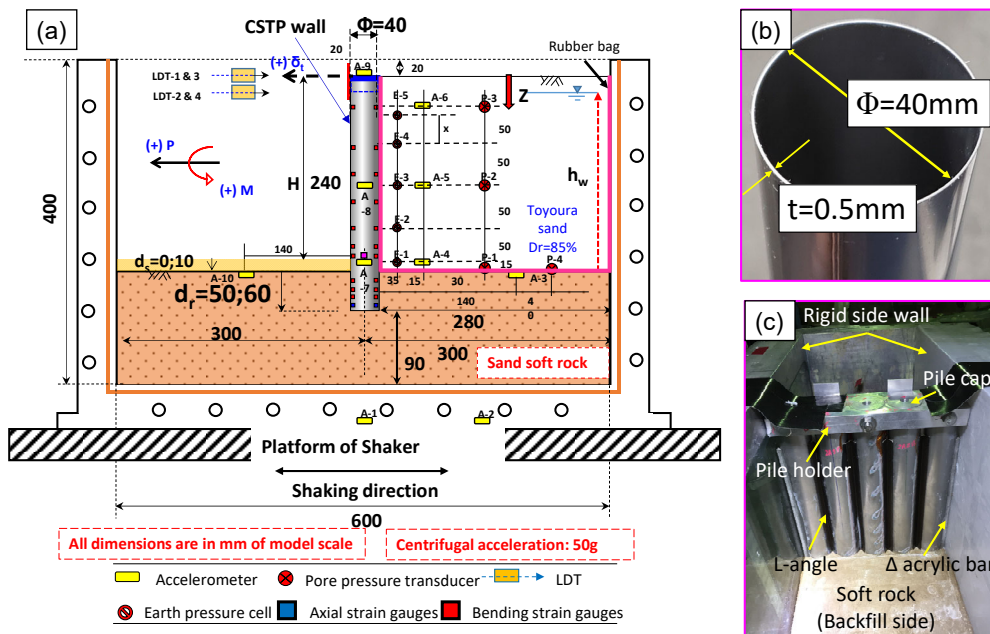 (a)
Φ=40
CSTP wall
20
A-9
20
Rubber bag
(+) δt
LDT-1 & 3
LDT-2 & 4
E-5
A-6
P-3
Z
x
50
E-4
(+) P
(+) M
H
240
50
hw
E-3
A-5
P-2
A
-8
400
50
E-2
Toyoura
sand
Dr=85%
140
50
ds=0;10
E-1
A-4
P-1
15
P-4
A-10
A
-7
A-3
35
15
30
dr=50;60
140
4
0
280
300
90
300
Sand soft rock
A-1
A-2
Platform of Shaker
Shaking direction
600
All dimensions are in mm of model scale
Centrifugal acceleration: 50g
Accelerometer
Pore pressure transducer
LDT
Earth pressure cell
Axial strain gauges
Bending strain gauges
(b)
Φ=40mm
t=0.5mm
(c)
Rigid side wall
Pile cap
Pile holder
L-angle
Δ acrylic bar
Soft rock
(Backfill side)